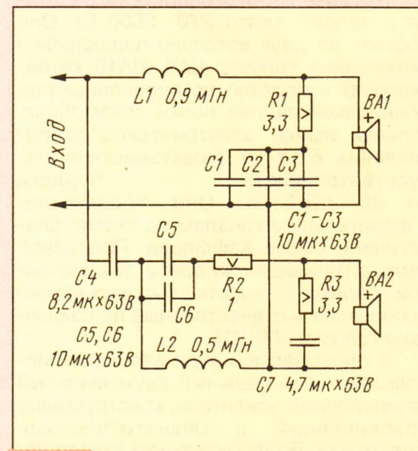 L1 0,9 мГн
R1
3,3
BA1
+
Вход
C1 C2 C3
C1-C3
10 мк×63В
C4
8,2мк×63В
C5
C6
C5, C6
10 мк×63В
R2
1
R3
3,3
BA2
+
L2 0,5 мГн
C7 4,7 мк×63В